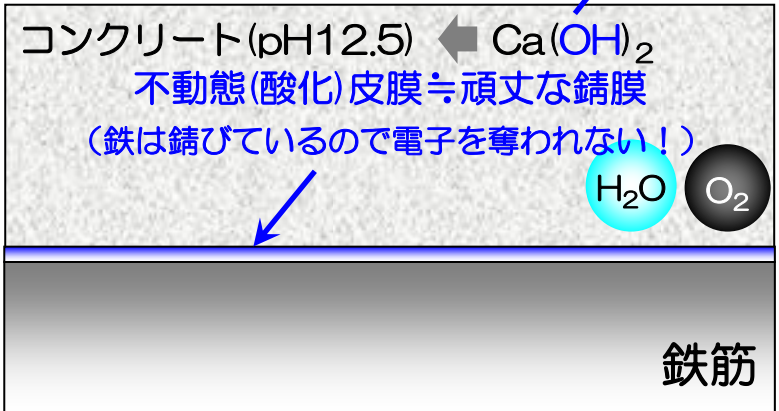 コンクリート(pH12.5) Ca(OH)₂
不動態(酸化)皮膜≒頑丈な錆膜
（鉄は錆びているので電子を奪われない！）
H₂O O₂
鉄筋